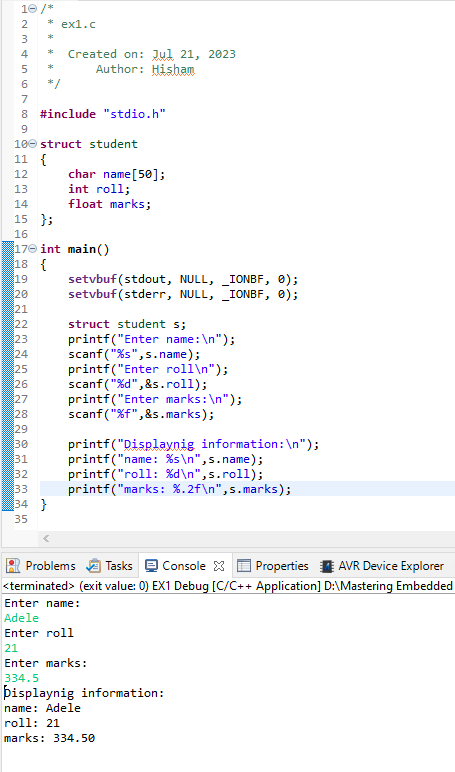 1 /*
2  * ex1.c
3  *
4  *  Created on: Jul 21, 2023
5  *      Author: Hisham
6  */
7
8 #include "stdio.h"
9
10 struct student
11 {
12     char name[50];
13     int roll;
14     float marks;
15 };
16
17 int main()
18 {
19     setvbuf(stdout, NULL, _IONBF, 0);
20     setvbuf(stderr, NULL, _IONBF, 0);
21
22     struct student s;
23     printf("Enter name:\n");
24     scanf("%s",s.name);
25     printf("Enter roll\n");
26     scanf("%d",&s.roll);
27     printf("Enter marks:\n");
28     scanf("%f",&s.marks);
29
30     printf("Displaynig information:\n");
31     printf("name: %s\n",s.name);
32     printf("roll: %d\n",s.roll);
33     printf("marks: %.2f\n",s.marks);
34 }
35
Problems Tasks Console Properties AVR Device Explorer
<terminated> (exit value: 0) EX1 Debug [C/C++ Application] D:\Mastering Embedded
Enter name:
Adele
Enter roll
21
Enter marks:
334.5
Displaynig information:
name: Adele
roll: 21
marks: 334.50